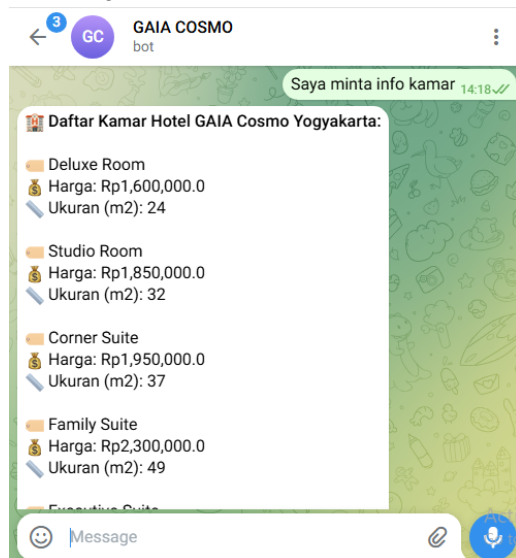 3
GC
GAIA COSMO
bot
Saya minta info kamar 14:18
Daftar Kamar Hotel GAIA Cosmo Yogyakarta:
Deluxe Room
Harga: Rp1,600,000.0
Ukuran (m2): 24
Studio Room
Harga: Rp1,850,000.0
Ukuran (m2): 32
Corner Suite
Harga: Rp1,950,000.0
Ukuran (m2): 37
Family Suite
Harga: Rp2,300,000.0
Ukuran (m2): 49
Executive Suite
Message